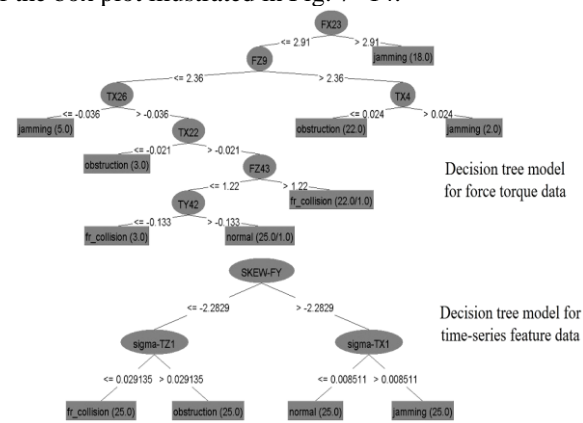 FX23
<= 2.91 > 2.91
FZ9 jamming (18.0)
<= 2.36 > 2.36
TX26 TX4
<= -0.036 > -0.036 <= 0.024 > 0.024
jamming (5.0) TX22 obstruction (22.0) jamming (2.0)
<= -0.021 > -0.021
obstruction (3.0) FZ43
Decision tree model
for force torque data
<= 1.22 > 1.22
TY42 fr_collision (22.0/1.0)
<= -0.133 > -0.133
fr_collision (3.0) normal (25.0/1.0)
SKEW-FY
<= -2.2829 > -2.2829
Decision tree model for
time-series feature data
sigma-TZ1 sigma-TX1
<= 0.029135 > 0.029135 <= 0.008511 > 0.008511
fr_collision (25.0) obstruction (25.0) normal (25.0) jamming (25.0)